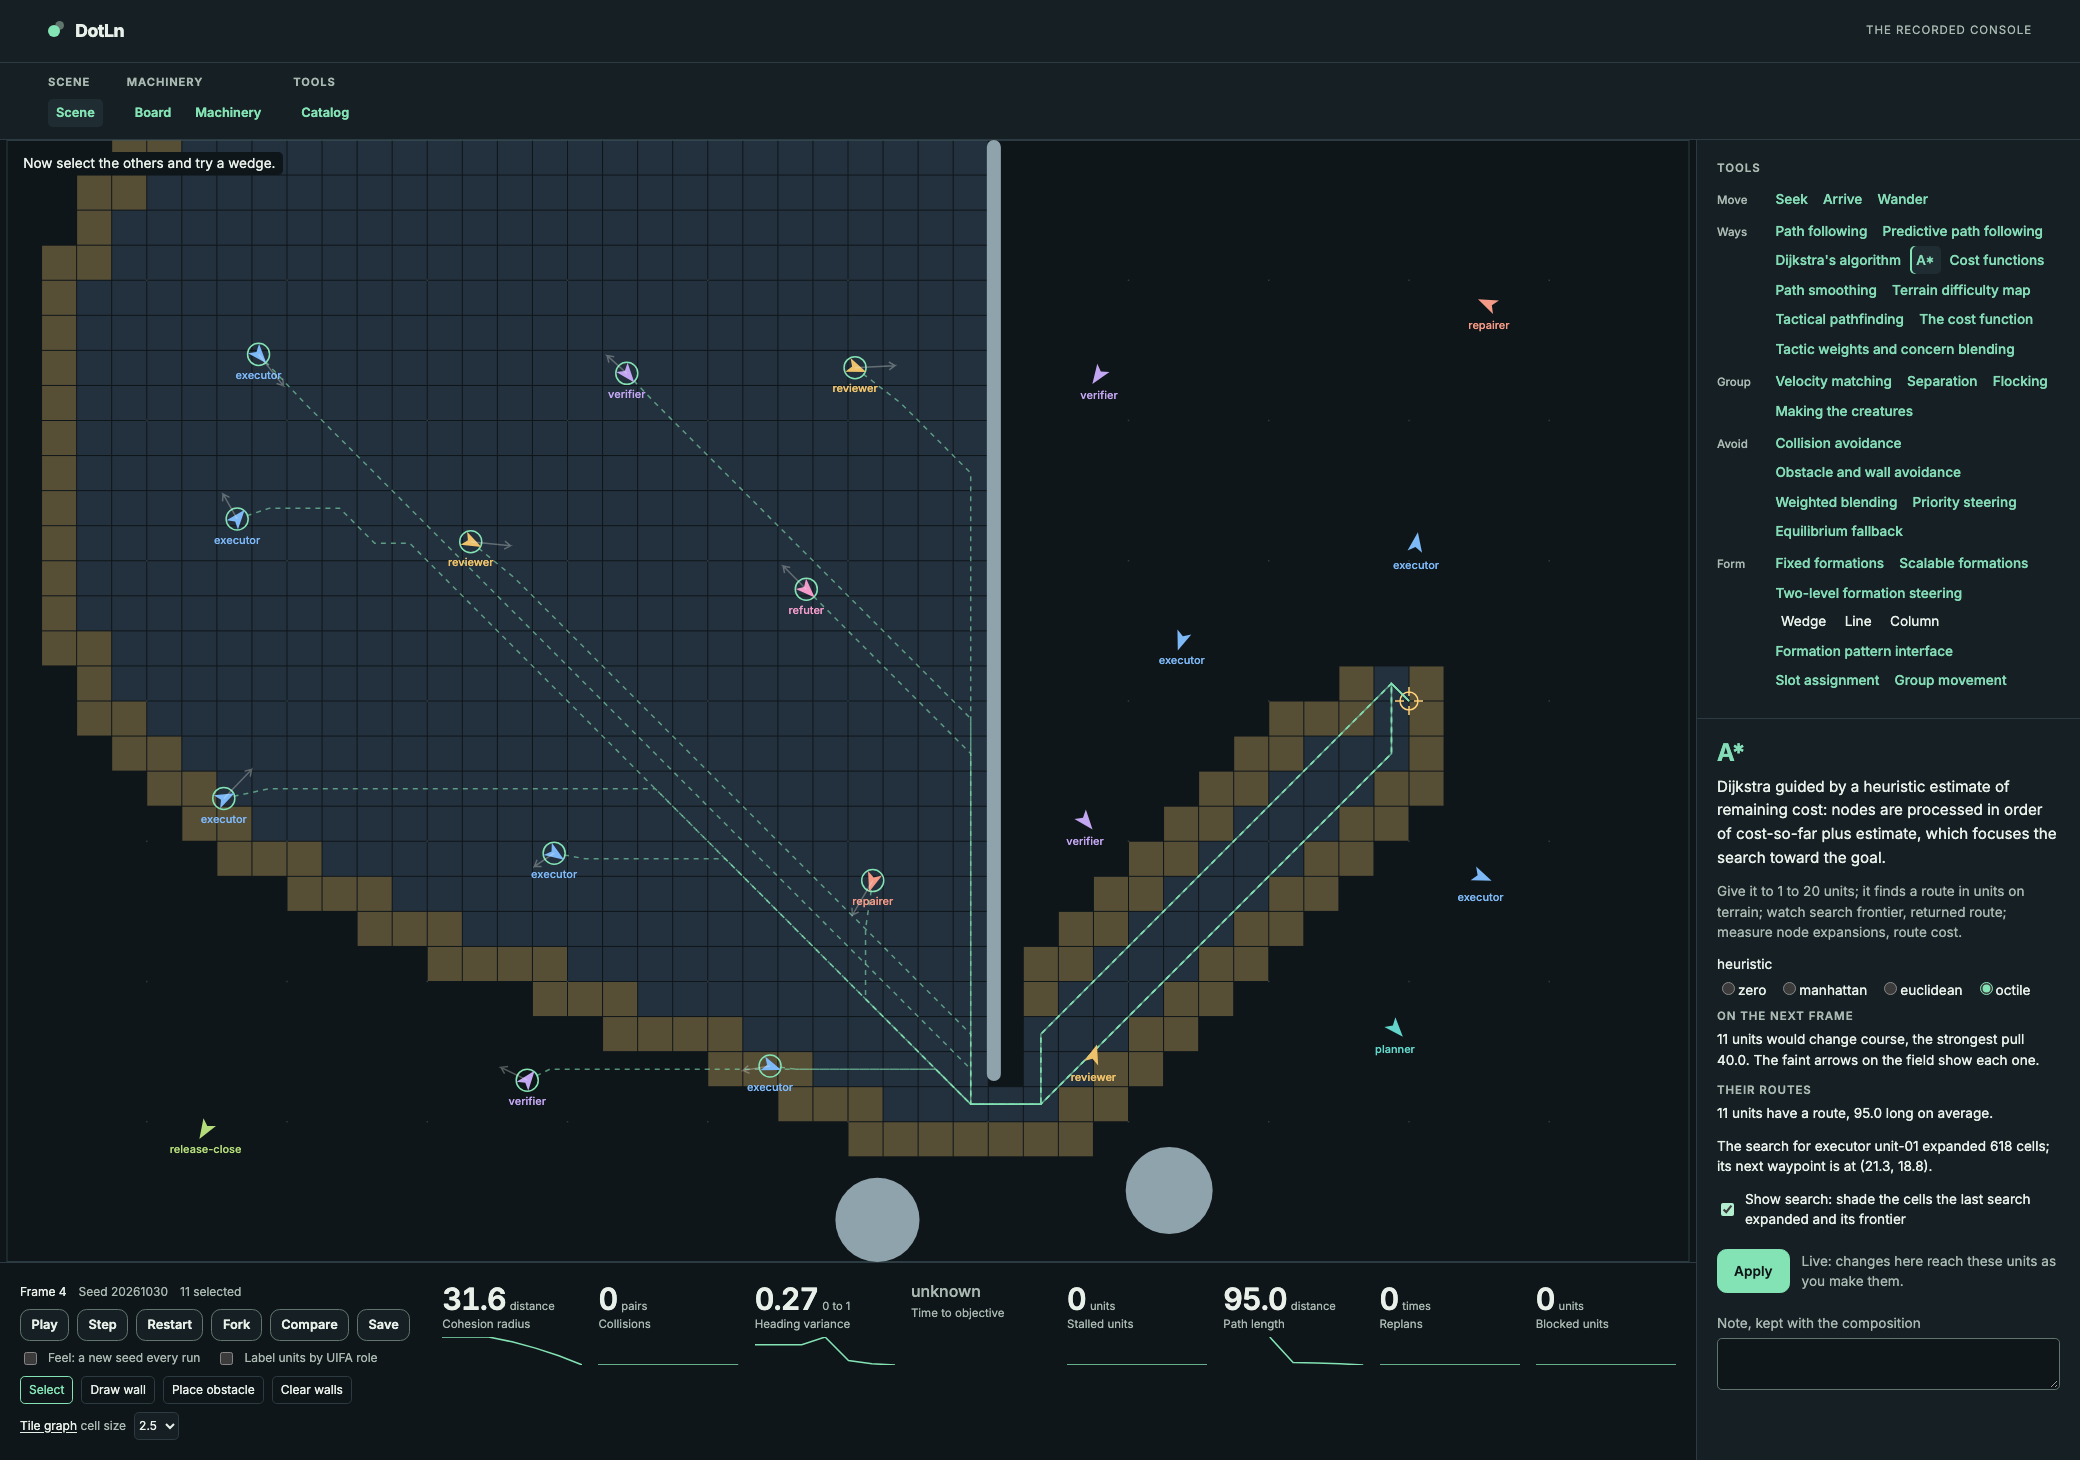 DotLn
THE RECORDED CONSOLE
SCENE MACHINERY TOOLS
Scene Board Machinery Catalog
Now select the others and try a wedge.
repairer
executor
verifier
reviewer
verifier
executor
reviewer
executor
refuter
executor
executor
verifier
executor
executor
repairer
executor
planner
reviewer
verifier
executor
release-close
TOOLS
Move Seek Arrive Wander
Ways Path following Predictive path following
Dijkstra's algorithm A* Cost functions
Path smoothing Terrain difficulty map
Tactical pathfinding The cost function
Tactic weights and concern blending
Group Velocity matching Separation Flocking
Making the creatures
Avoid Collision avoidance
Obstacle and wall avoidance
Weighted blending Priority steering
Equilibrium fallback
Form Fixed formations Scalable formations
Two-level formation steering
Wedge Line Column
Formation pattern interface
Slot assignment Group movement
A*
Dijkstra guided by a heuristic estimate of
remaining cost: nodes are processed in order
of cost-so-far plus estimate, which focuses the
search toward the goal.
Give it to 1 to 20 units; it finds a route in units on
terrain; watch search frontier, returned route;
measure node expansions, route cost.
heuristic
zero manhattan euclidean octile
ON THE NEXT FRAME
11 units would change course, the strongest pull
40.0. The faint arrows on the field show each one.
THEIR ROUTES
11 units have a route, 95.0 long on average.
The search for executor unit-01 expanded 618 cells;
its next waypoint is at (21.3, 18.8).
Show search: shade the cells the last search
expanded and its frontier
Apply
Live: changes here reach these units as
you make them.
Note, kept with the composition
Frame 4 Seed 20261030 11 selected
Play Step Restart Fork Compare Save
Feel: a new seed every run Label units by UIFA role
Select Draw wall Place obstacle Clear walls
Tile graph cell size 2.5
31.6 distance
Cohesion radius
0 pairs
Collisions
0.27 0 to 1
Heading variance
unknown
Time to objective
0 units
Stalled units
95.0 distance
Path length
0 times
Replans
0 units
Blocked units